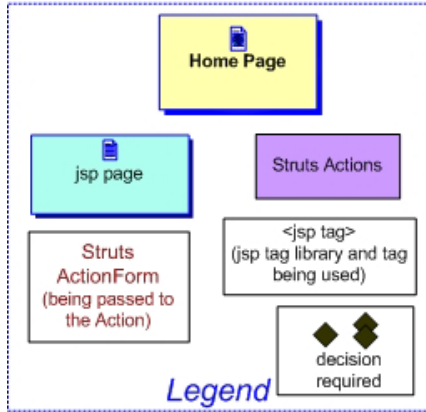 Home Page
jsp page
Struts Actions
Struts
ActionForm
(being passed to
the Action)
<jsp tag>
(jsp tag library and tag
being used)
decision
required
Legend